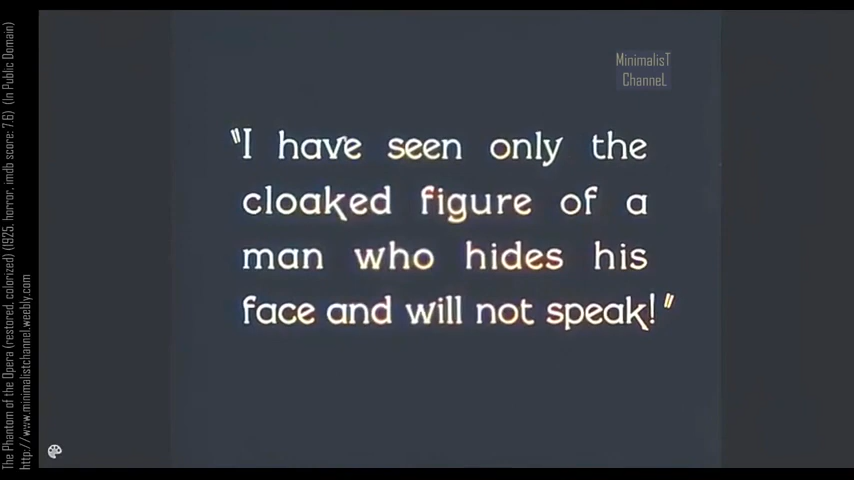 MinimalisT
ChanneL
"I have seen only the
cloaked figure of a
man who hides his
face and will not speak!"
The Phantom of the Opera (restored, colorized) (1925, horror, imdb score: 7.6) (In Public Domain)
http://www.minimalistchannel.weebly.com